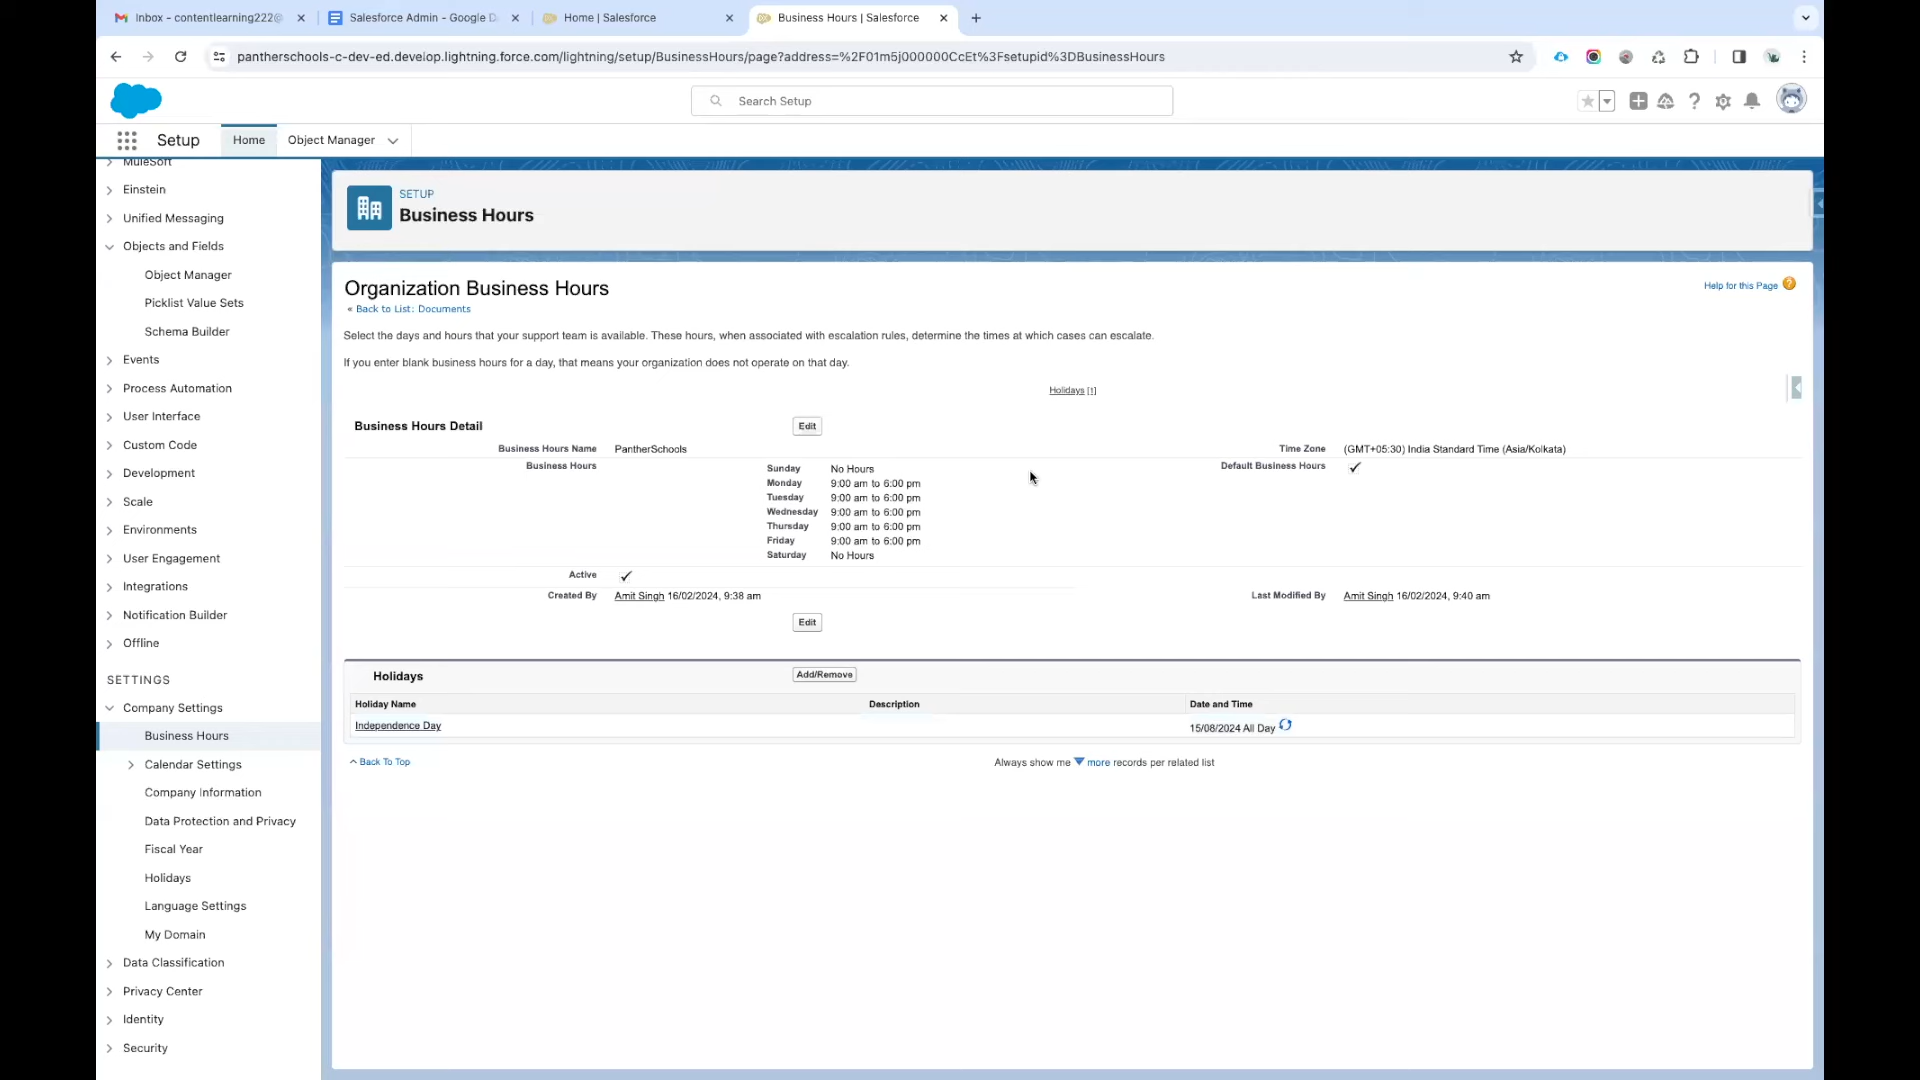 Inbox - contentlearning222@
Salesforce Admin - Google D
Home | Salesforce
Business Hours | Salesforce
pantherschools-c-dev-ed.develop.lightning.force.com/lightning/setup/BusinessHours/page?address=%2F01m5j000000CcEt%3Fsetupid%3DBusinessHours
Search Setup
Setup
Home
Object Manager
MuleSoft
Einstein
Unified Messaging
Objects and Fields
Object Manager
Picklist Value Sets
Schema Builder
Events
Process Automation
User Interface
Custom Code
Development
Scale
Environments
User Engagement
Integrations
Notification Builder
Offline
SETTINGS
Company Settings
Business Hours
Calendar Settings
Company Information
Data Protection and Privacy
Fiscal Year
Holidays
Language Settings
My Domain
Data Classification
Privacy Center
Identity
Security
SETUP
Business Hours
Organization Business Hours
Help for this Page
« Back to List: Documents
Select the days and hours that your support team is available. These hours, when associated with escalation rules, determine the times at which cases can escalate.
If you enter blank business hours for a day, that means your organization does not operate on that day.
Holidays [1]
Business Hours Detail
Edit
Business Hours Name PantherSchools
Time Zone (GMT+05:30) India Standard Time (Asia/Kolkata)
Business Hours
Default Business Hours
Sunday No Hours
Monday 9:00 am to 6:00 pm
Tuesday 9:00 am to 6:00 pm
Wednesday 9:00 am to 6:00 pm
Thursday 9:00 am to 6:00 pm
Friday 9:00 am to 6:00 pm
Saturday No Hours
Active
Created By Amit Singh 16/02/2024, 9:38 am
Last Modified By Amit Singh 16/02/2024, 9:40 am
Edit
Holidays
Add/Remove
Holiday Name Description Date and Time
Independence Day 15/08/2024 All Day
Back To Top
Always show me more records per related list